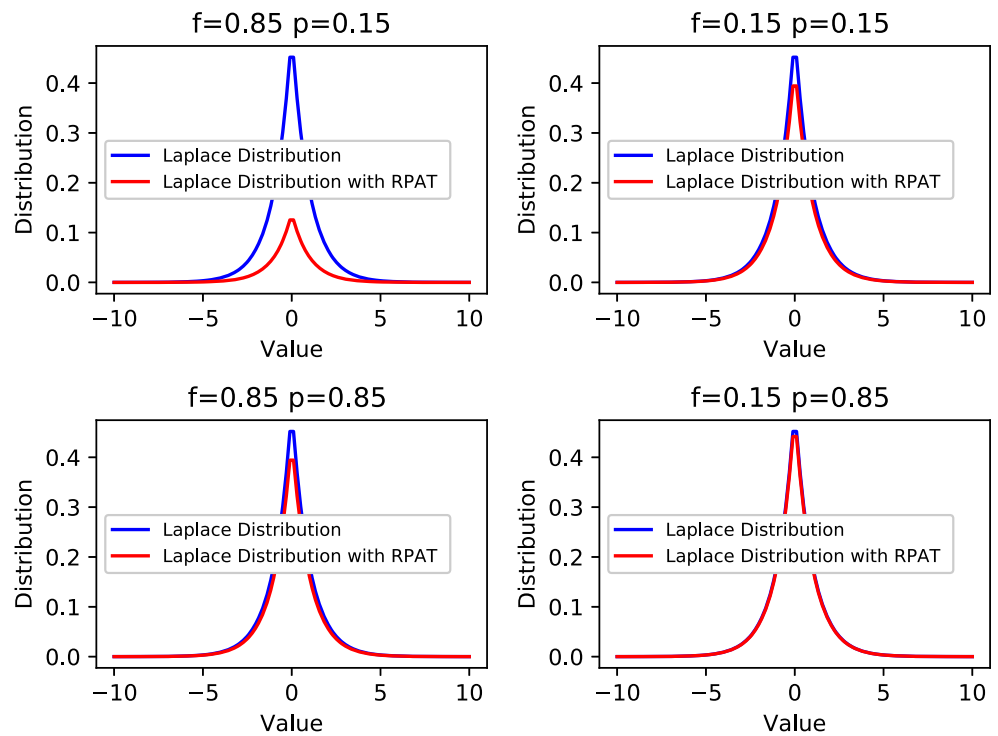 f=0.85 p=0.15
Distribution
0.4
0.3
0.2
0.1
0.0
Laplace Distribution
Laplace Distribution with RPAT
−10
−5
0
5
10
Value
f=0.15 p=0.15
Distribution
0.4
0.3
0.2
0.1
0.0
Laplace Distribution
Laplace Distribution with RPAT
−10
−5
0
5
10
Value
f=0.85 p=0.85
Distribution
0.4
0.3
0.2
0.1
0.0
Laplace Distribution
Laplace Distribution with RPAT
−10
−5
0
5
10
Value
f=0.15 p=0.85
Distribution
0.4
0.3
0.2
0.1
0.0
Laplace Distribution
Laplace Distribution with RPAT
−10
−5
0
5
10
Value